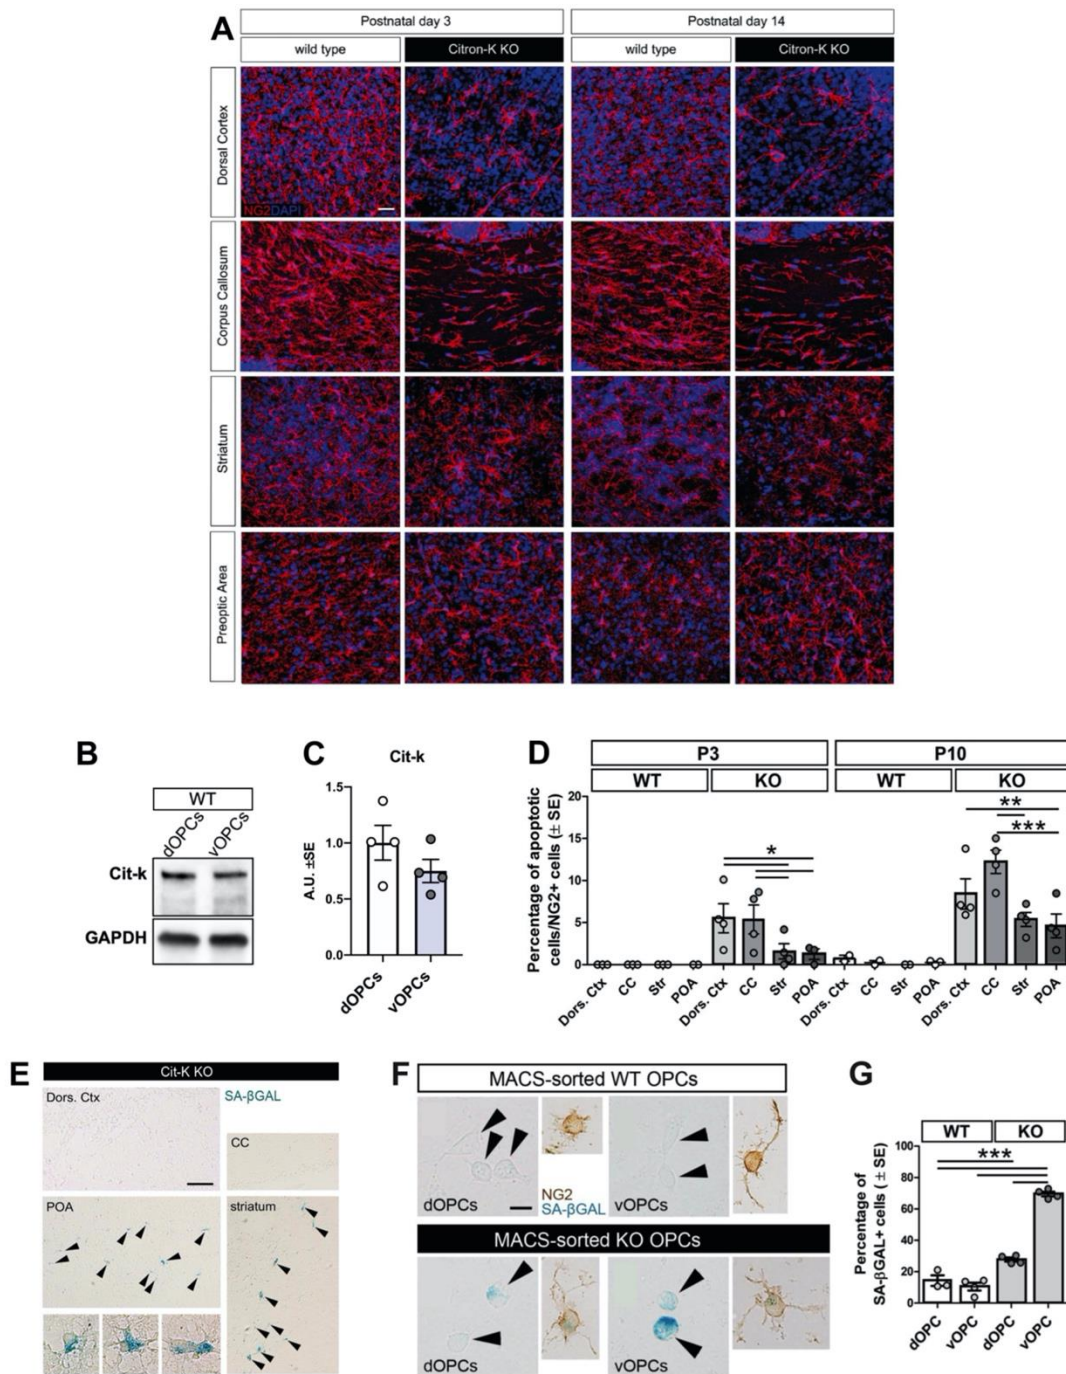 A
Postnatal day 3
Postnatal day 14
wild type
Citron-K KO
wild type
Citron-K KO
Dorsal Cortex
NG2DAPI
Corpus Callosum
Striatum
Preoptic Area
B
WT
dOPCs
vOPCs
Cit-k
GAPDH
C
Cit-k
A.U. ±SE
1.5
1.0
0.5
0.0
dOPCs
vOPCs
D
P3
P10
WT
KO
WT
KO
Percentage of apoptotic
cells/NG2+ cells (± SE)
20
15
10
5
0
*
**
***
Dors. Ctx
CC
Str
POA
Dors. Ctx
CC
Str
POA
Dors. Ctx
CC
Str
POA
Dors. Ctx
CC
Str
POA
E
Cit-K KO
Dors. Ctx
SA-βGAL
CC
POA
striatum
F
MACS-sorted WT OPCs
dOPCs
NG2
SA-βGAL
vOPCs
MACS-sorted KO OPCs
dOPCs
vOPCs
G
WT
KO
Percentage of
SA-βGAL+ cells (± SE)
100
80
60
40
20
0
***
dOPC
vOPC
dOPC
vOPC